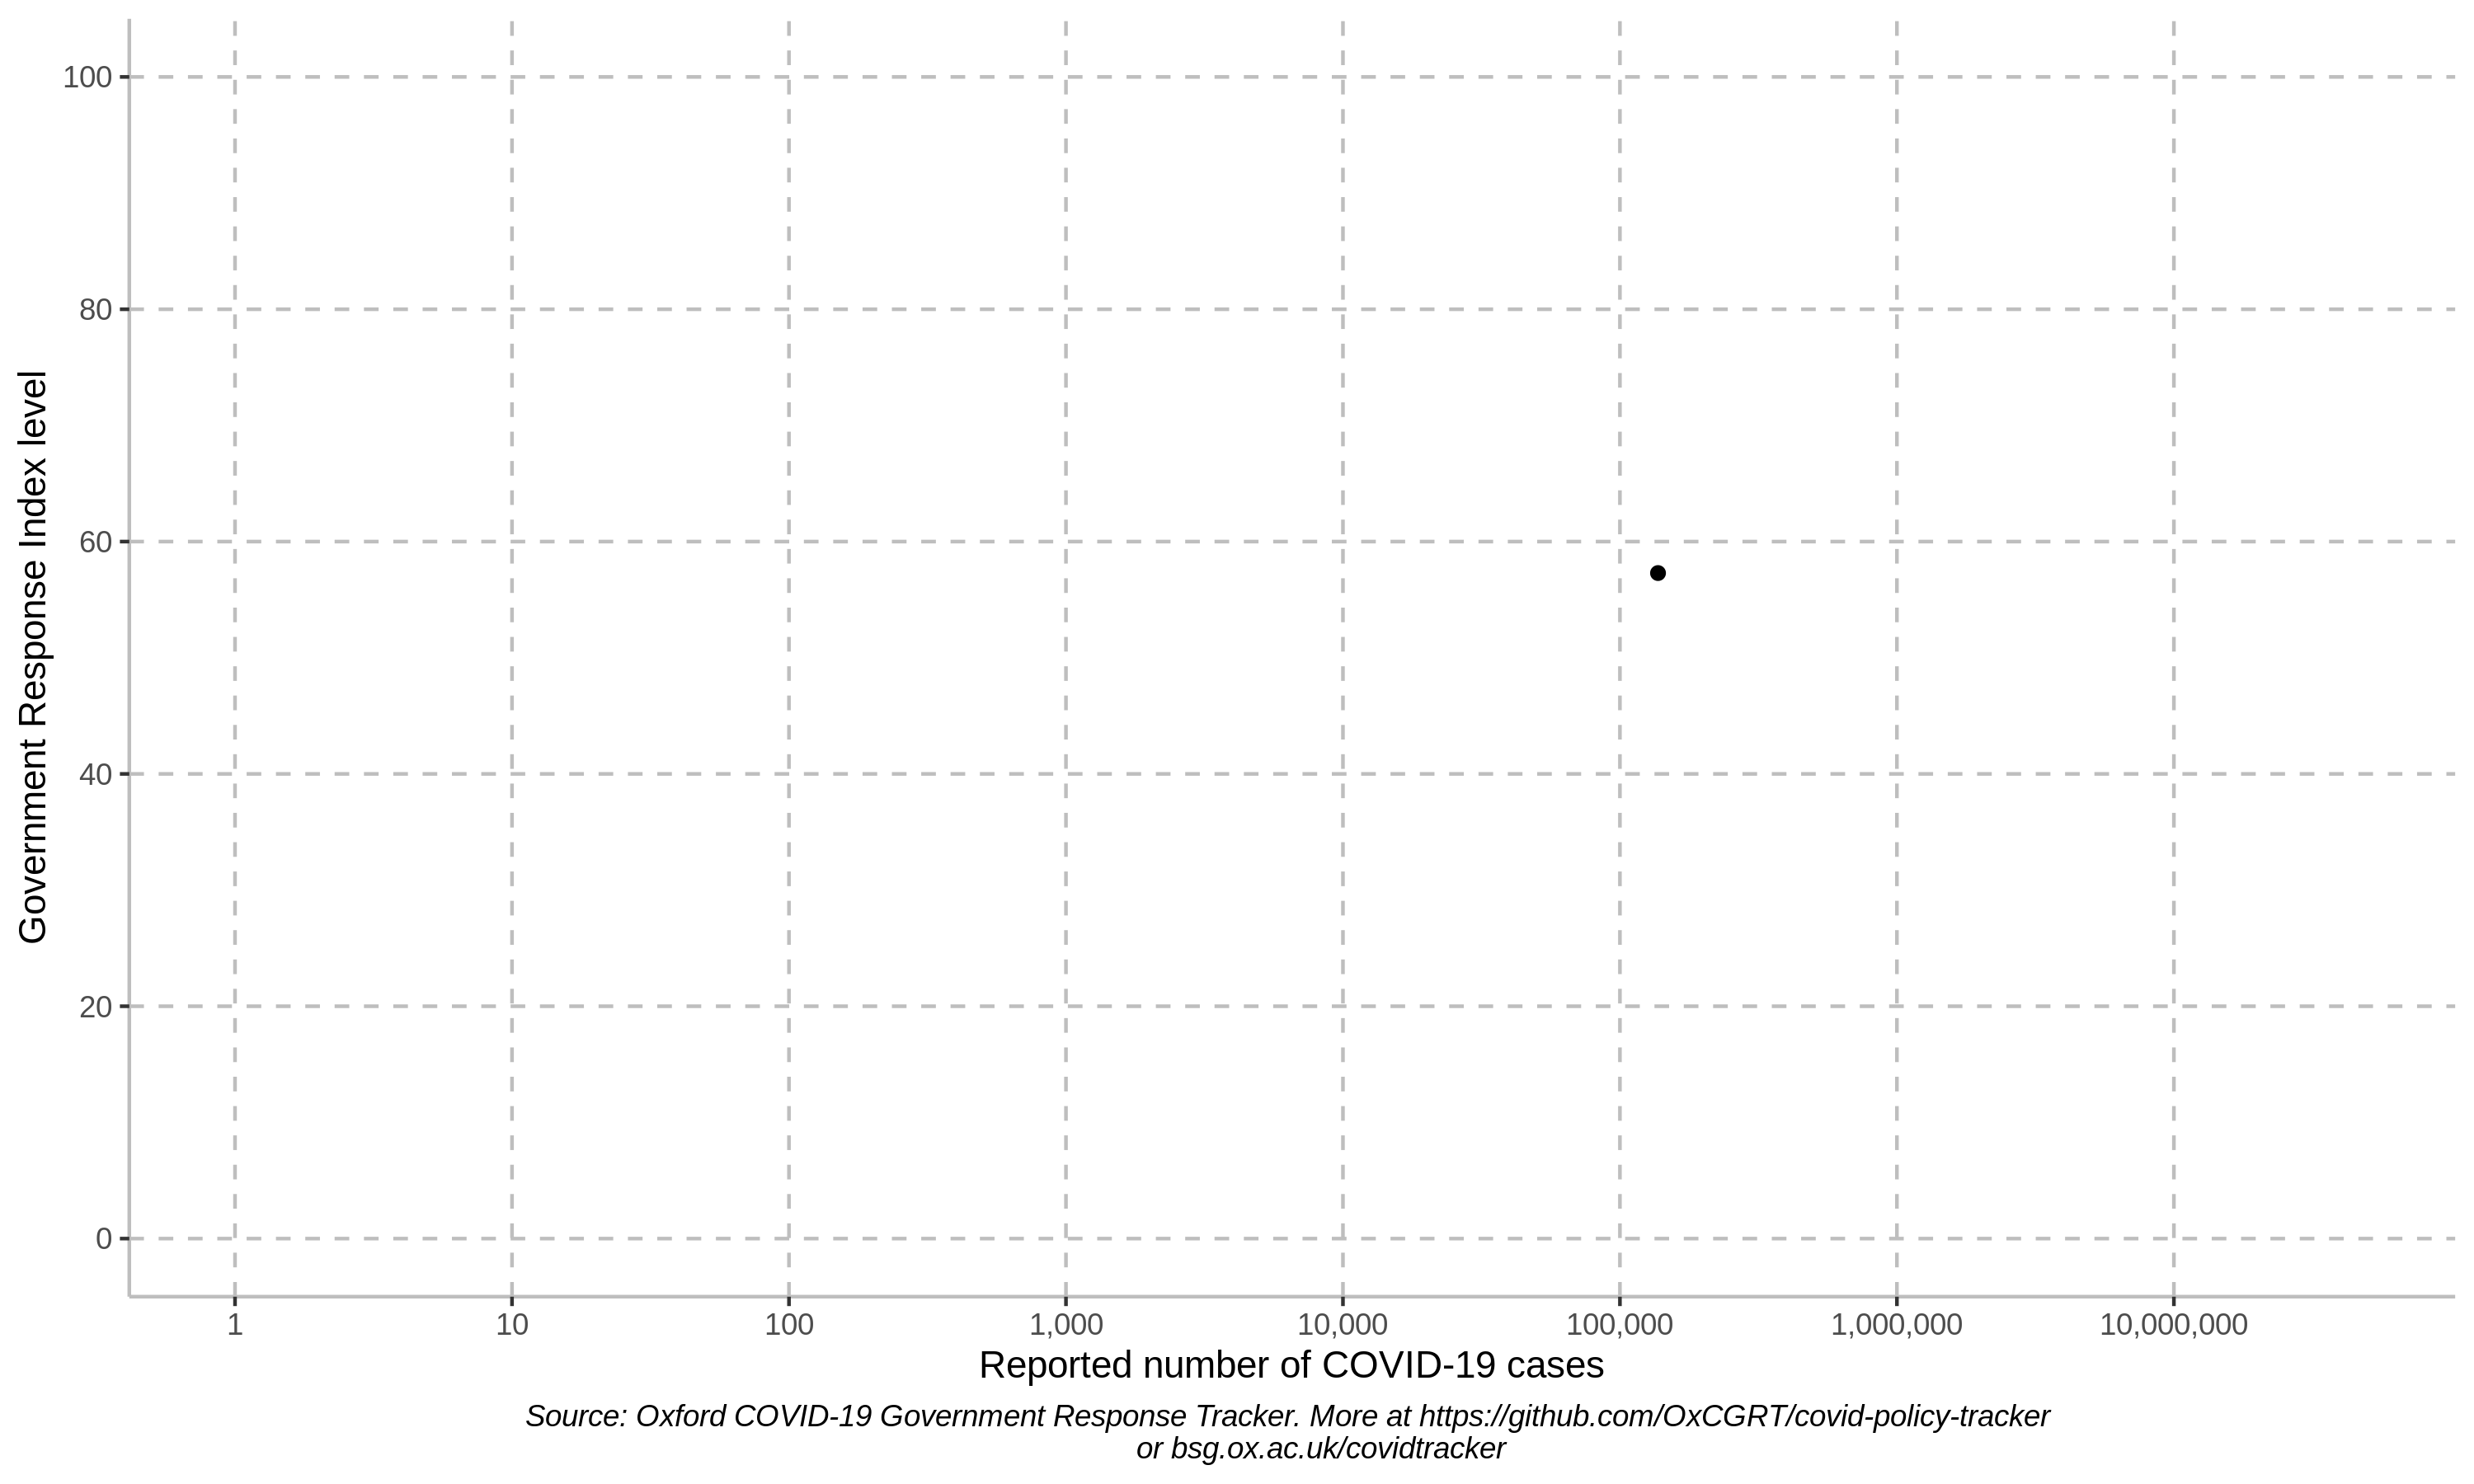 Government Response Index level
100
80
60
40
20
0
1 10 100 1,000 10,000 100,000 1,000,000 10,000,000
Reported number of COVID-19 cases
Source: Oxford COVID-19 Government Response Tracker. More at https://github.com/OxCGRT/covid-policy-tracker
or bsg.ox.ac.uk/covidtracker